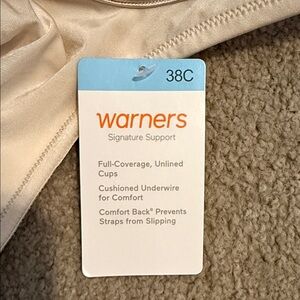 38C
warners
Signature Support
Full-Coverage, Unlined
Cups
Cushioned Underwire
for Comfort
Comfort Back® Prevents
Straps from Slipping